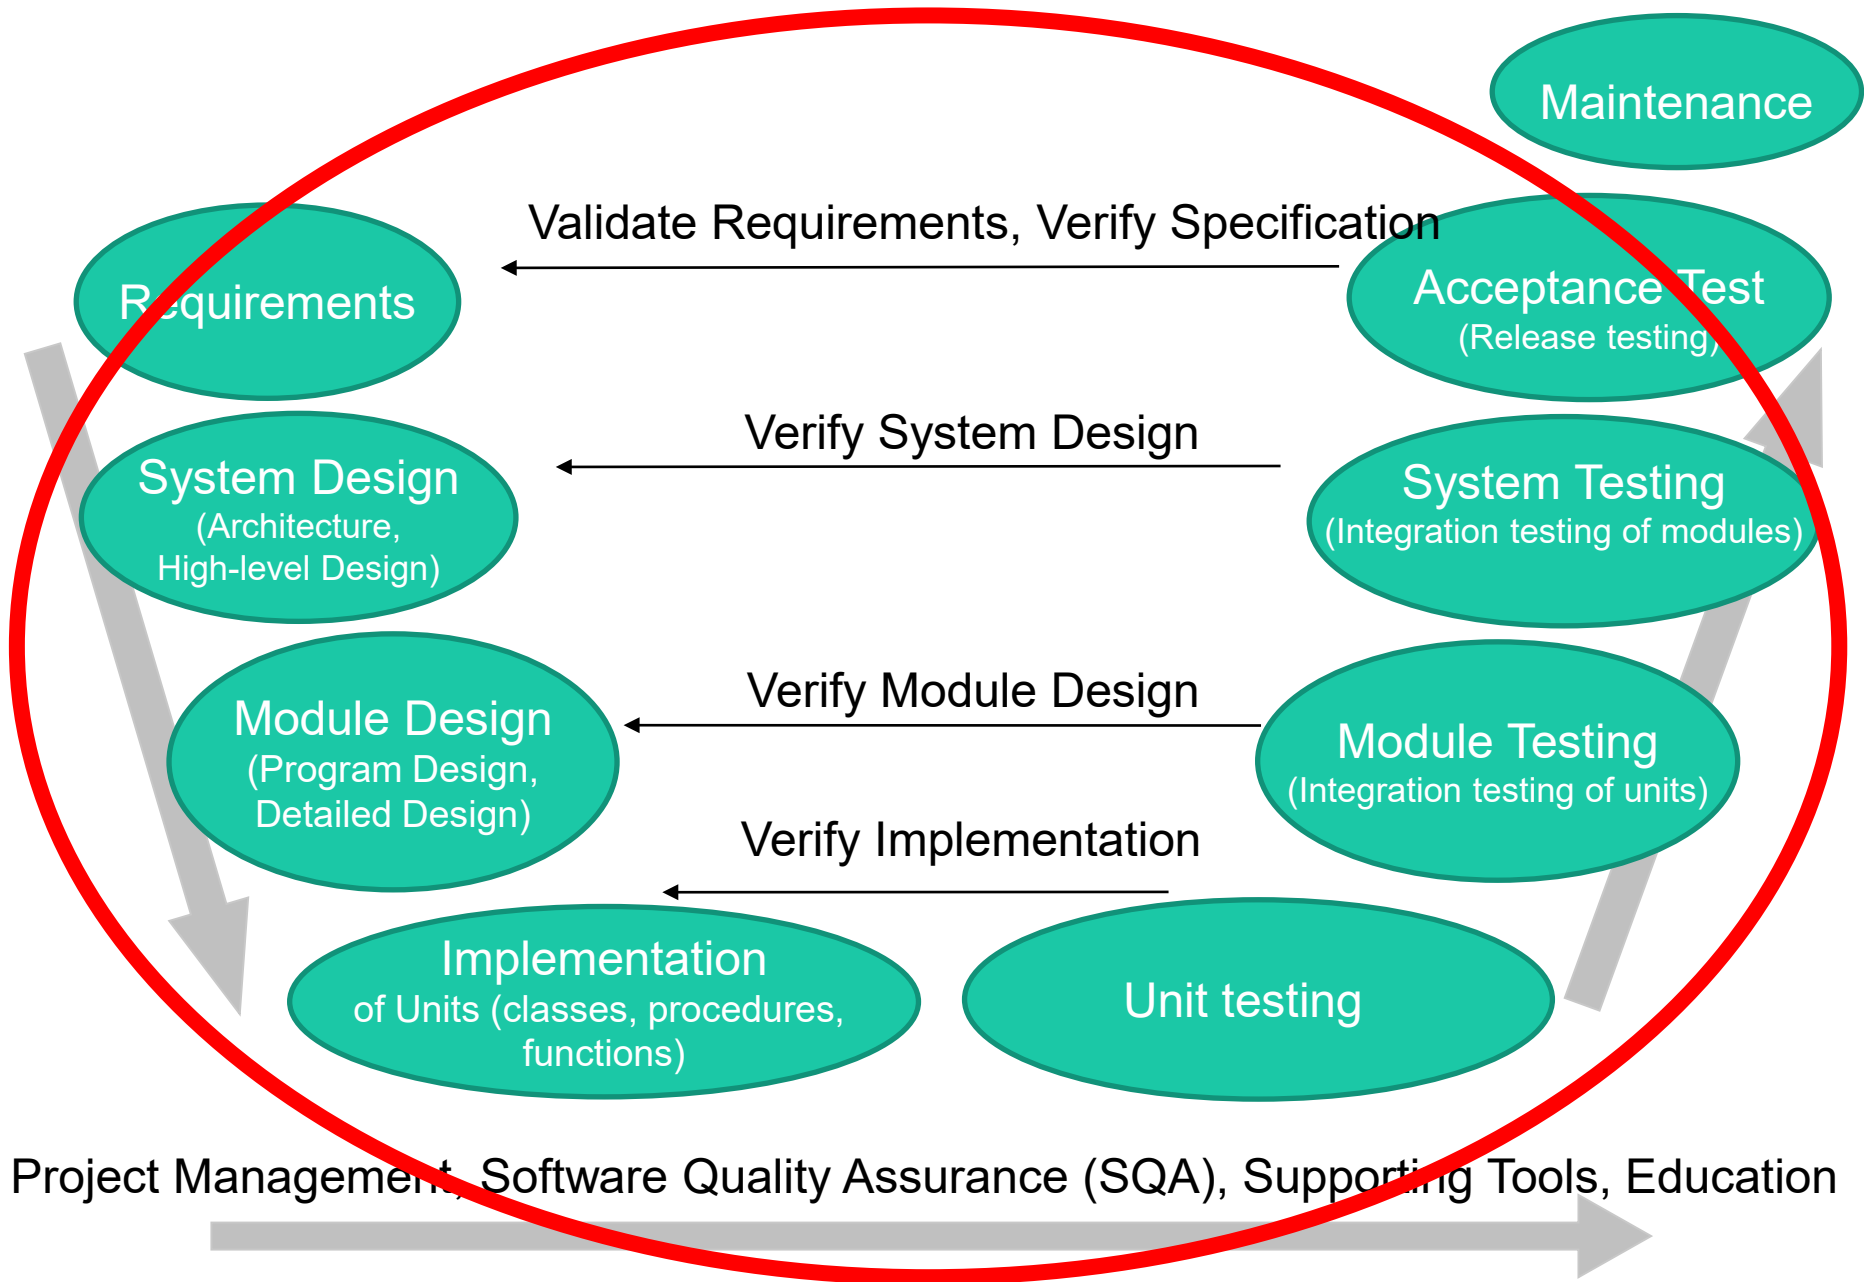 Maintenance
Validate Requirements, Verify Specification
Requirements
Acceptance Test
(Release testing)
Verify System Design
System Design
(Architecture,
High-level Design)
System Testing
(Integration testing of modules)
Verify Module Design
Module Design
(Program Design,
Detailed Design)
Module Testing
(Integration testing of units)
Verify Implementation
Implementation
of Units (classes, procedures,
functions)
Unit testing
Project Management, Software Quality Assurance (SQA), Supporting Tools, Education